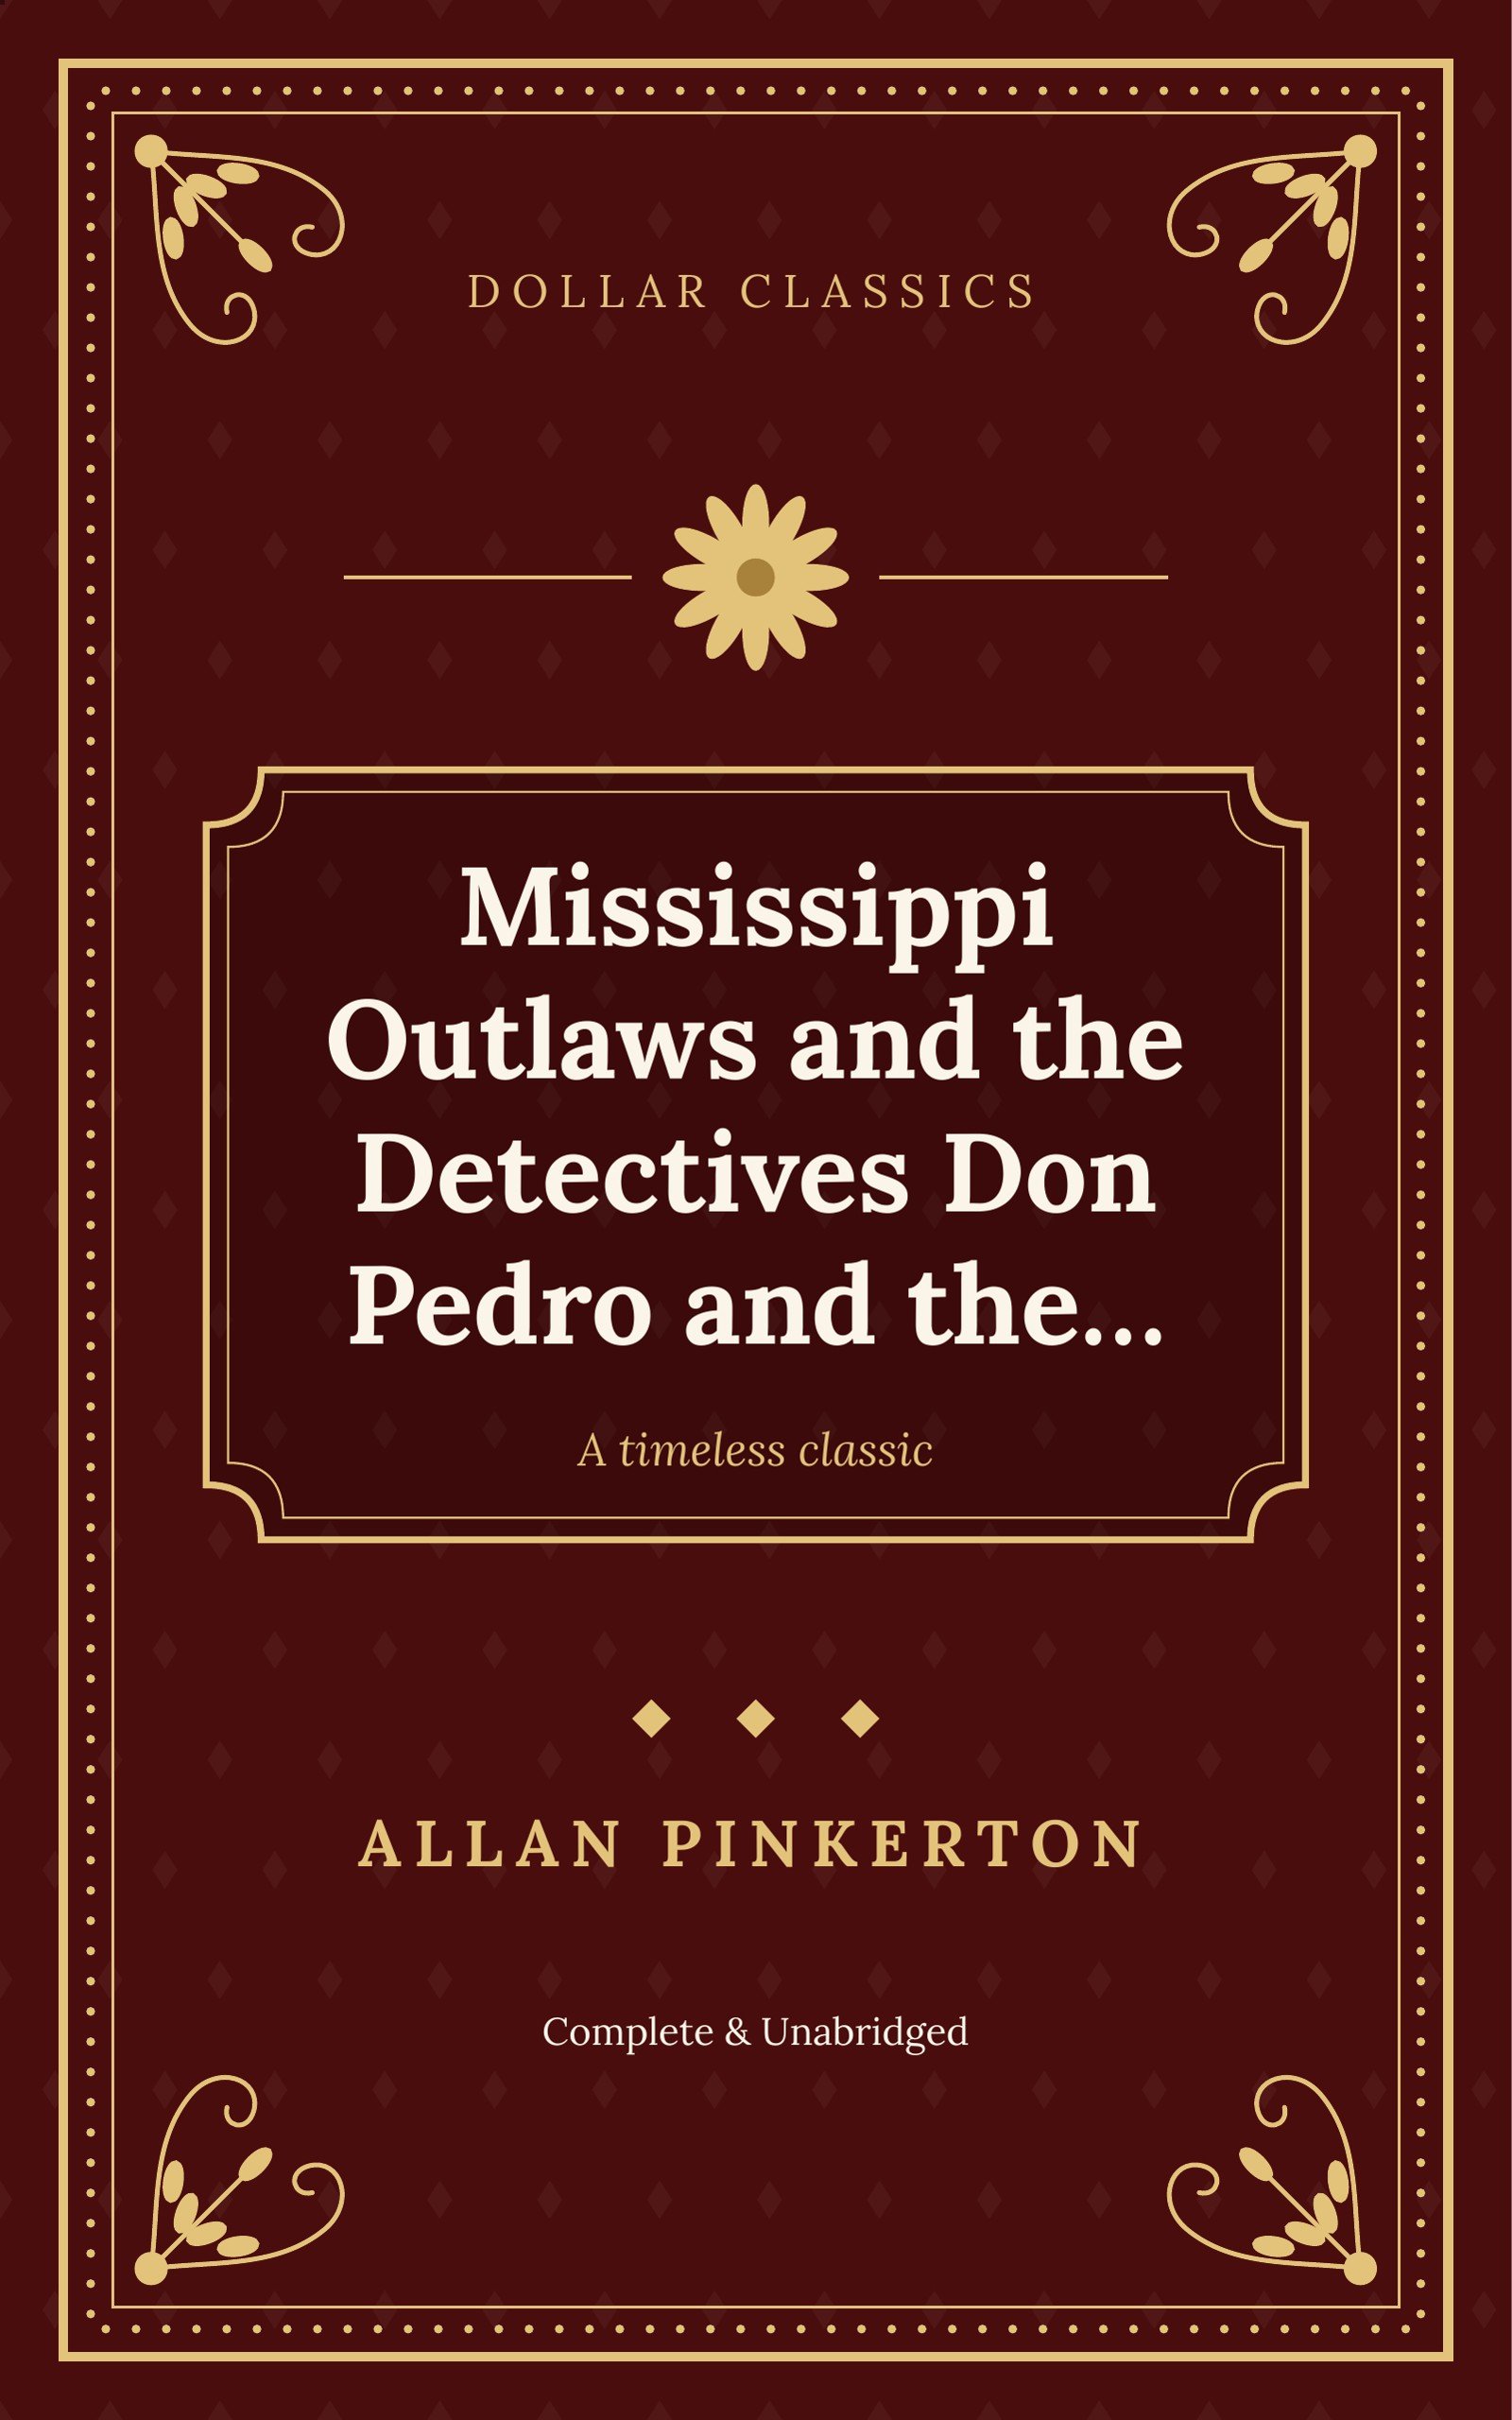 DOLLAR CLASSICS
Mississippi
Outlaws and the
Detectives Don
Pedro and the...
A timeless classic
ALLAN PINKERTON
Complete & Unabridged